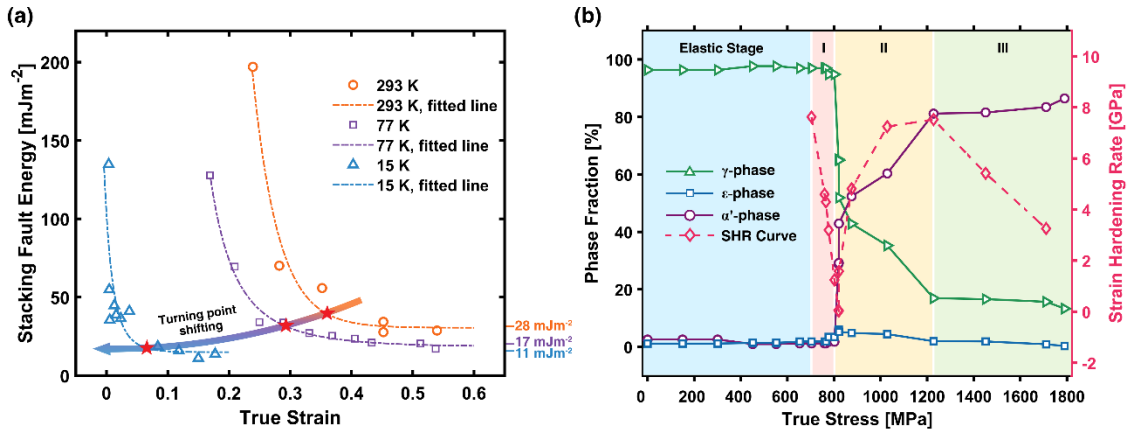 (a)
Stacking Fault Energy [mJm-2]
200
150
100
50
0
0
0.1
0.2
0.3
0.4
0.5
0.6
True Strain
293 K
293 K, fitted line
77 K
77 K, fitted line
15 K
15 K, fitted line
Turning point
shifting
28 mJm-2
17 mJm-2
11 mJm-2
(b)
Phase Fraction [%]
100
80
60
40
20
0
Elastic Stage
I
II
III
γ-phase
ε-phase
α'-phase
SHR Curve
0
200
400
600
800
1000
1200
1400
1600
1800
True Stress [MPa]
10
8
6
4
2
0
-2
Strain Hardening Rate [GPa]